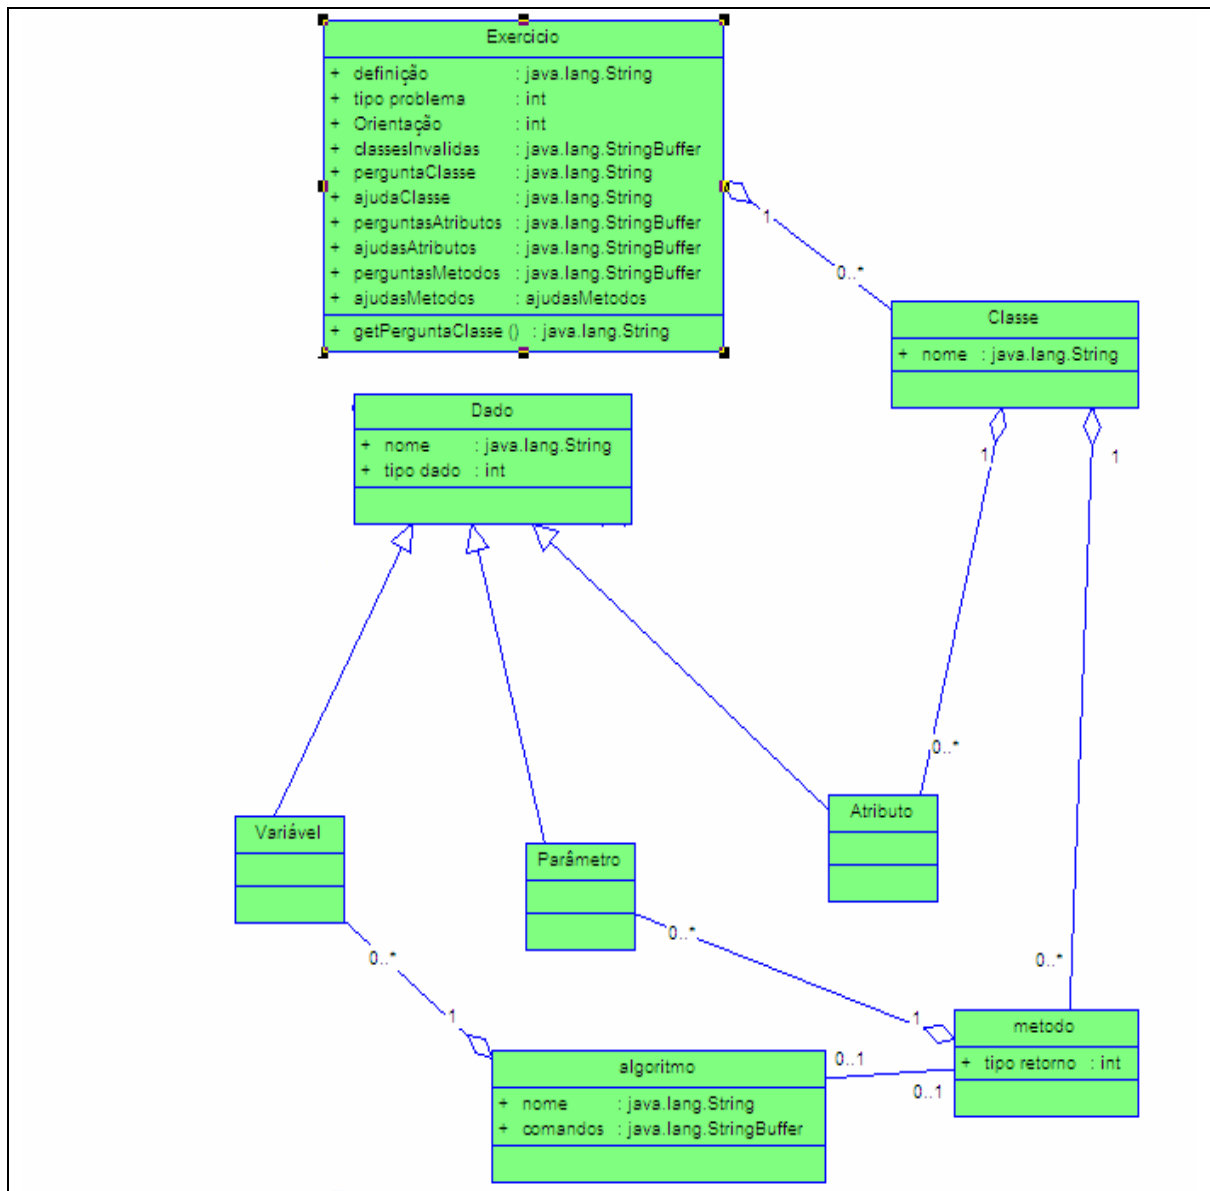 Exercicio
+ definição : java.lang.String
+ tipo problema : int
+ Orientação : int
+ classesInvalidas : java.lang.StringBuffer
+ perguntaClasse : java.lang.String
+ ajudaClasse : java.lang.String
+ perguntasAtributos : java.lang.StringBuffer
+ ajudasAtributos : java.lang.StringBuffer
+ perguntasMetodos : java.lang.StringBuffer
+ ajudasMetodos : ajudasMetodos
+ getPerguntaClasse () : java.lang.String
1
0..*
Classe
+ nome : java.lang.String
Dado
+ nome : java.lang.String
+ tipo dado : int
1
1
0..*
Atributo
Variável
Parâmetro
0..*
0..*
0..*
1
1
metodo
+ tipo retorno : int
0..1
0..1
algoritmo
+ nome : java.lang.String
+ comandos : java.lang.StringBuffer